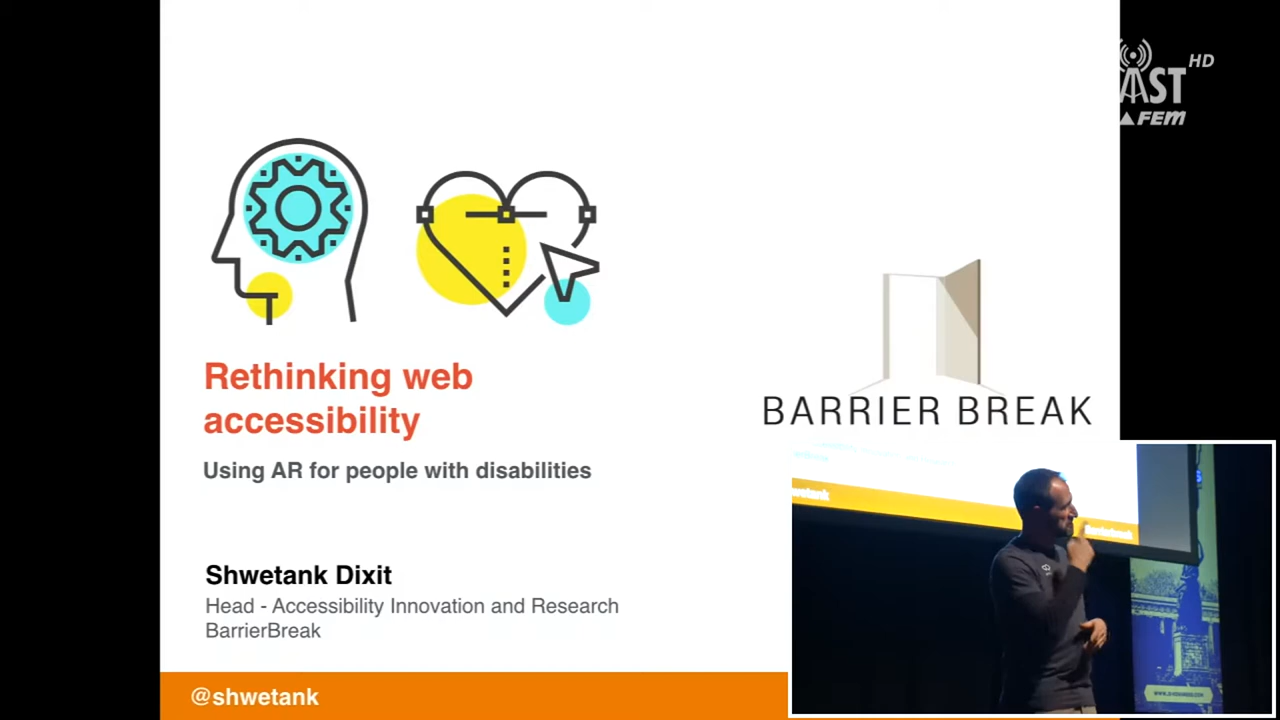 HD
AST
FEM
Rethinking web
accessibility
Using AR for people with disabilities
BARRIER BREAK
Shwetank Dixit
Head - Accessibility Innovation and Research
BarrierBreak
@shwetank